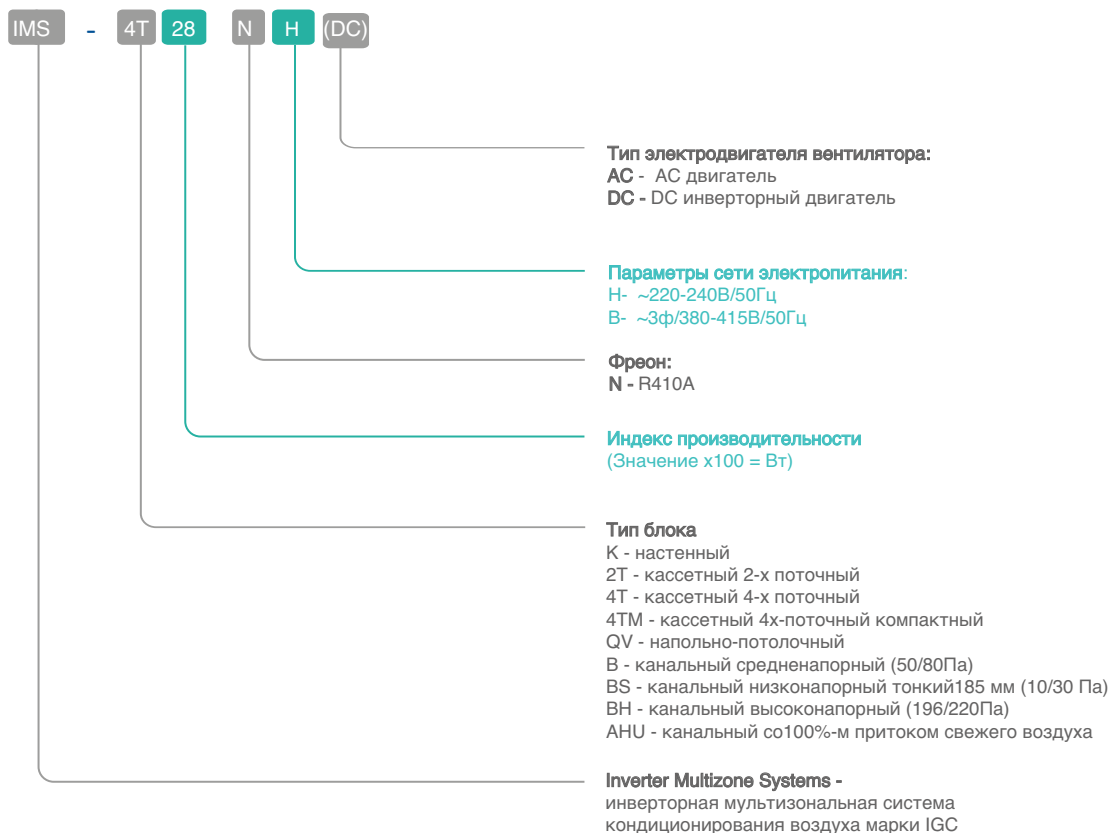 IMS - 4T 28 N H (DC)
Тип электродвигателя вентилятора:
AC - AC двигатель
DC - DC инверторный двигатель
Параметры сети электропитания:
H- ~220-240В/50Гц
B- ~3ф/380-415В/50Гц
Фреон:
N - R410A
Индекс производительности
(Значение x100 = Вт)
Тип блока
K - настенный
2T - кассетный 2-х поточный
4T - кассетный 4-х поточный
4TM - кассетный 4х-поточный компактный
QV - напольно-потолочный
B - канальный средненапорный (50/80Па)
BS - канальный низконапорный тонкий185 мм (10/30 Па)
BH - канальный высоконапорный (196/220Па)
AHU - канальный со100%-м притоком свежего воздуха
Inverter Multizone Systems -
инверторная мультизональная система
кондиционирования воздуха марки IGC